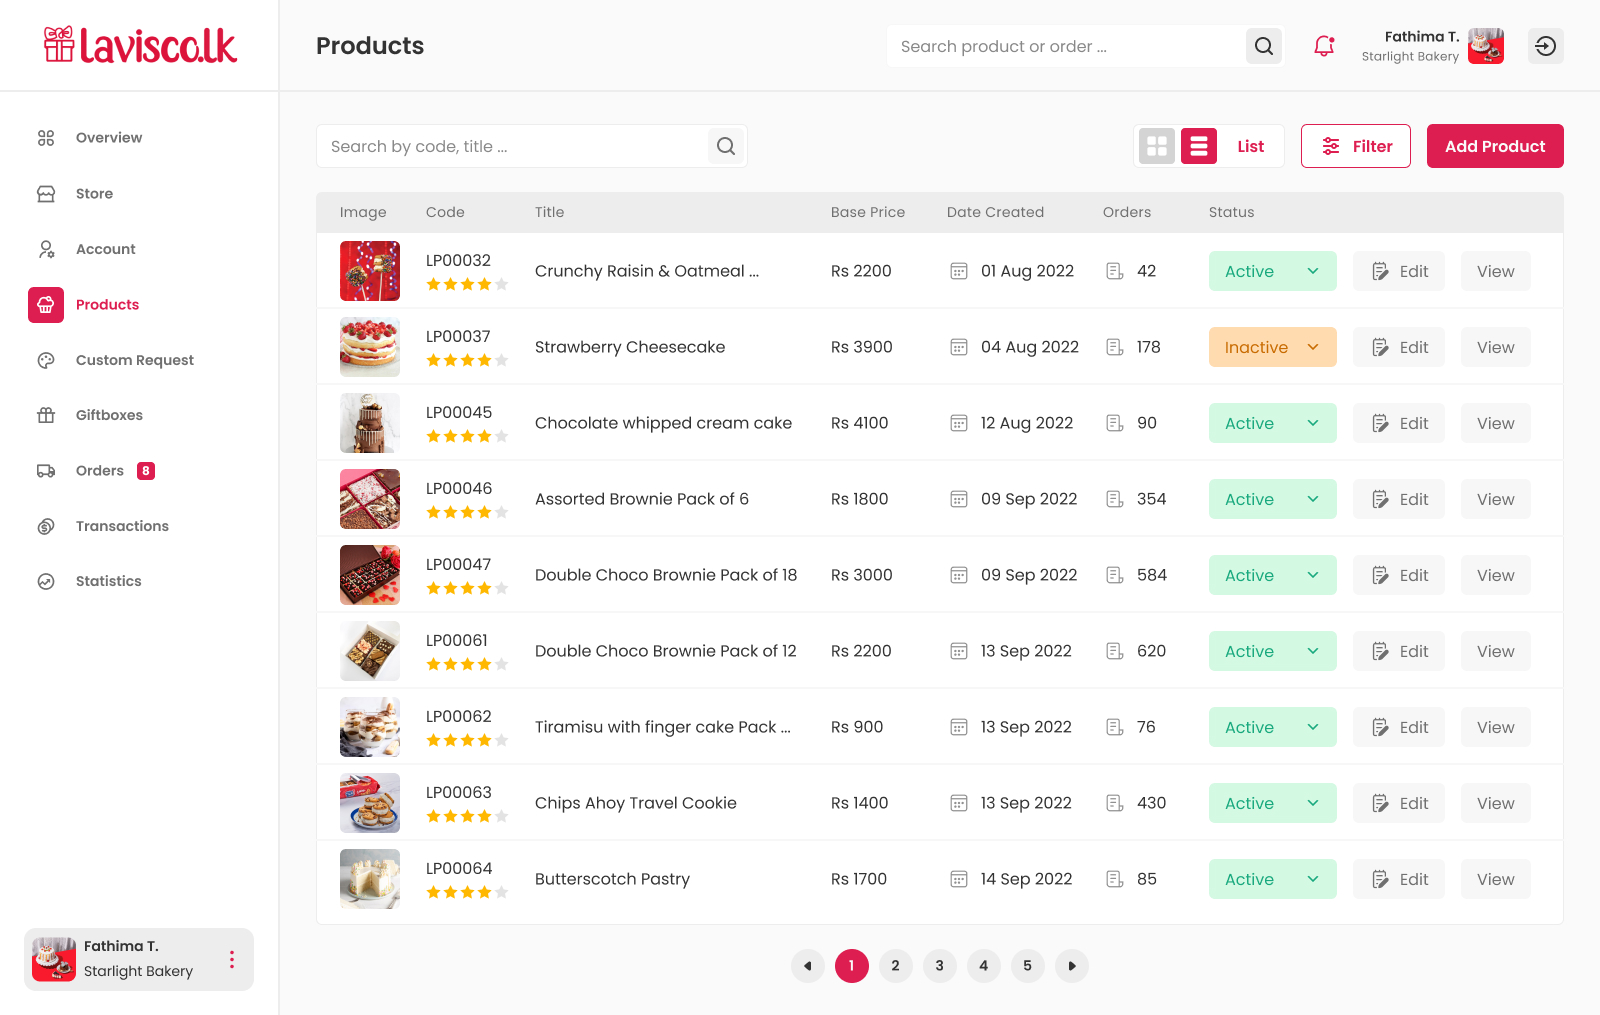 lavisco.lk
Products
Search product or order ...
Fathima T.
Starlight Bakery
Overview
Store
Account
Products
Custom Request
Giftboxes
Orders 8
Transactions
Statistics
Fathima T.
Starlight Bakery
Search by code, title ...
List
Filter
Add Product
Image Code Title Base Price Date Created Orders Status
LP00032 Crunchy Raisin & Oatmeal ... Rs 2200 01 Aug 2022 42 Active Edit View
LP00037 Strawberry Cheesecake Rs 3900 04 Aug 2022 178 Inactive Edit View
LP00045 Chocolate whipped cream cake Rs 4100 12 Aug 2022 90 Active Edit View
LP00046 Assorted Brownie Pack of 6 Rs 1800 09 Sep 2022 354 Active Edit View
LP00047 Double Choco Brownie Pack of 18 Rs 3000 09 Sep 2022 584 Active Edit View
LP00061 Double Choco Brownie Pack of 12 Rs 2200 13 Sep 2022 620 Active Edit View
LP00062 Tiramisu with finger cake Pack ... Rs 900 13 Sep 2022 76 Active Edit View
LP00063 Chips Ahoy Travel Cookie Rs 1400 13 Sep 2022 430 Active Edit View
LP00064 Butterscotch Pastry Rs 1700 14 Sep 2022 85 Active Edit View
1 2 3 4 5